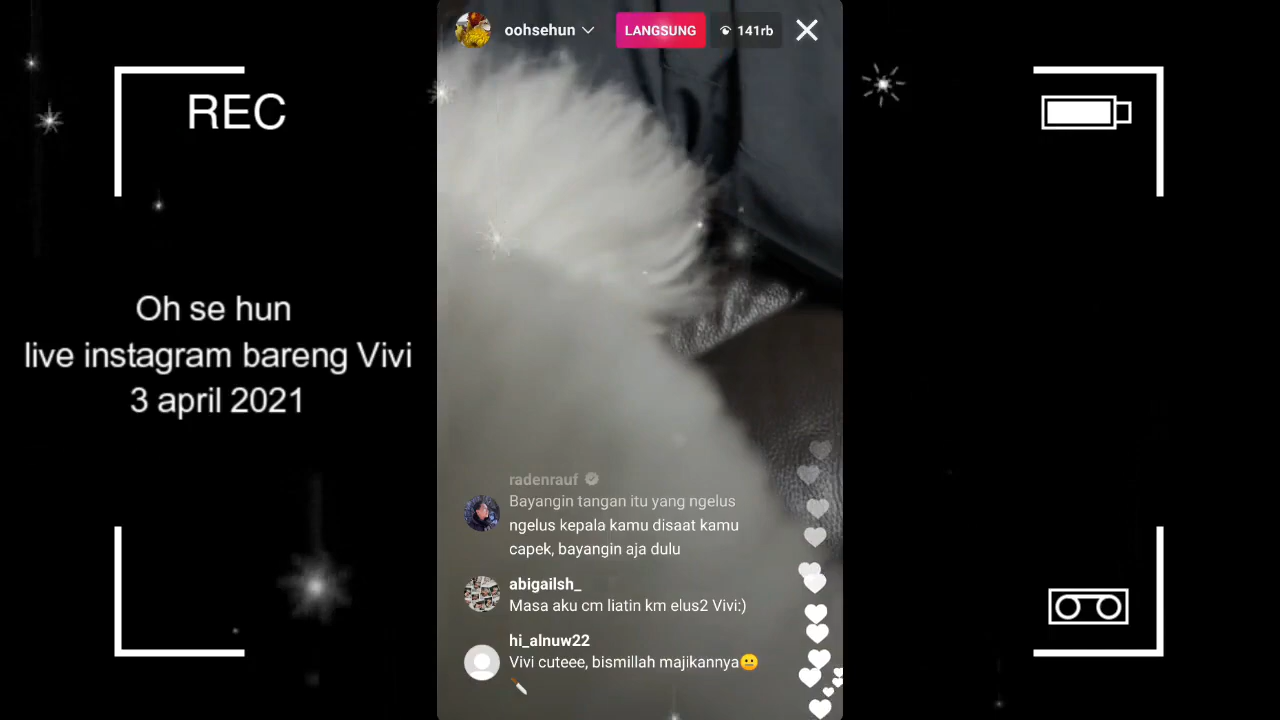 REC
Oh se hun
live instagram bareng Vivi
3 april 2021
oohsehun
LANGSUNG
141rb
radenrauf
Bayangin tangan itu yang ngelus
ngelus kepala kamu disaat kamu
capek, bayangin aja dulu
abigailsh_
Masa aku cm liatin km elus2 Vivi:)
hi_alnuw22
Vivi cuteee, bismillah majikannya😐
🔪